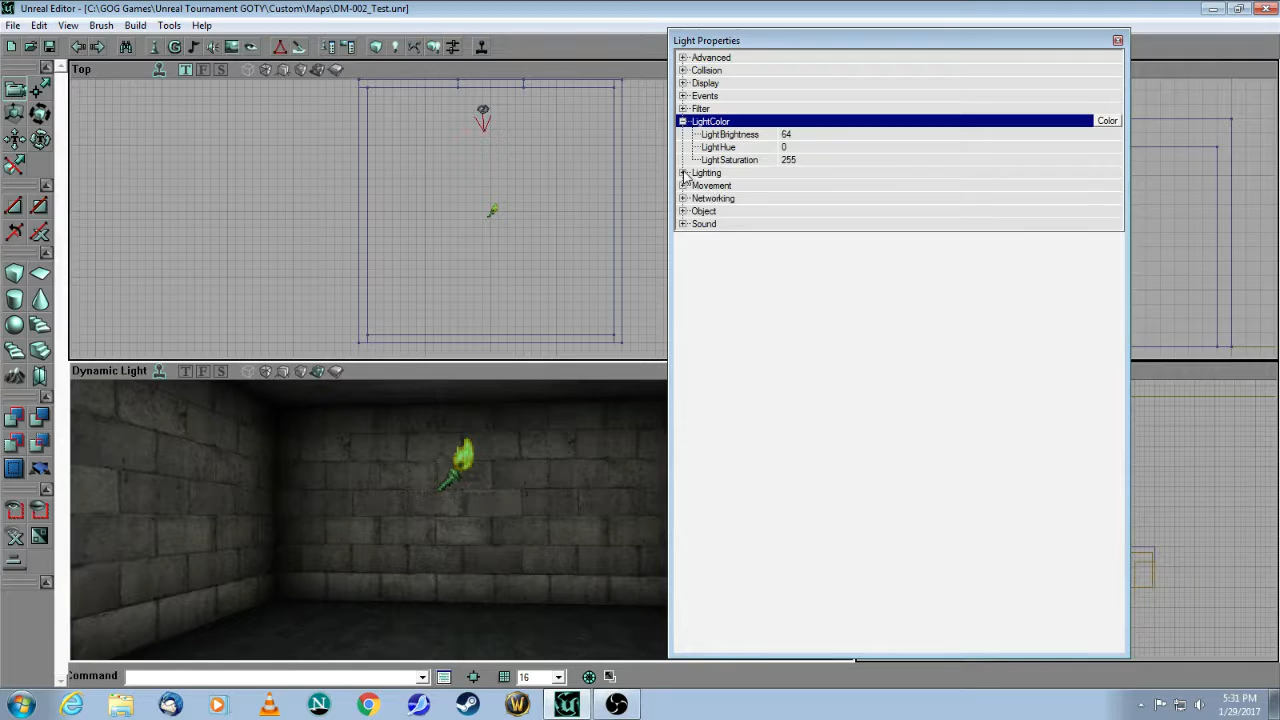 Unreal Editor - [C:\GOG Games\Unreal Tournament GOTY\Custom\Maps\DM-002_Test.unr]
File Edit View Brush Build Tools Help
Top
T F S
Light Properties
Advanced
Collision
Display
Events
Filter
LightColor Color
LightBrightness 64
LightHue 0
LightSaturation 255
Lighting
Movement
Networking
Object
Sound
Dynamic Light
T F S
Command 16
5:31 PM
1/29/2017